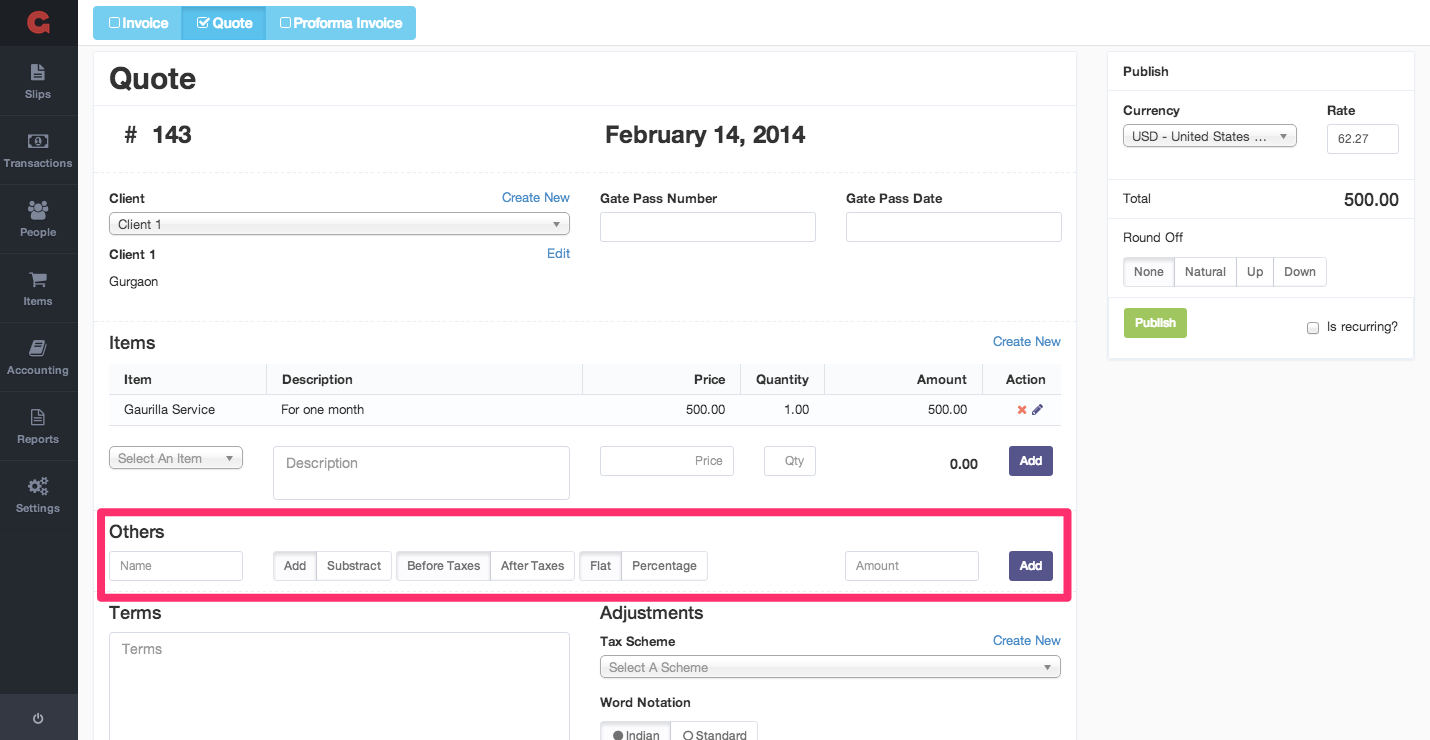 G
Invoice Quote Proforma Invoice
Slips
Transactions
People
Items
Accounting
Reports
Settings
Quote
# 143 February 14, 2014
Client Create New Gate Pass Number Gate Pass Date
Client 1
Client 1 Edit
Gurgaon
Items Create New
Item Description Price Quantity Amount Action
Gaurilla Service For one month 500.00 1.00 500.00
Select An Item Description Price Qty 0.00 Add
Others
Name Add Substract Before Taxes After Taxes Flat Percentage Amount Add
Terms Adjustments
Terms
Tax Scheme Create New
Select A Scheme
Word Notation
Indian Standard
Publish
Currency Rate
USD - United States ... 62.27
Total 500.00
Round Off
None Natural Up Down
Publish Is recurring?